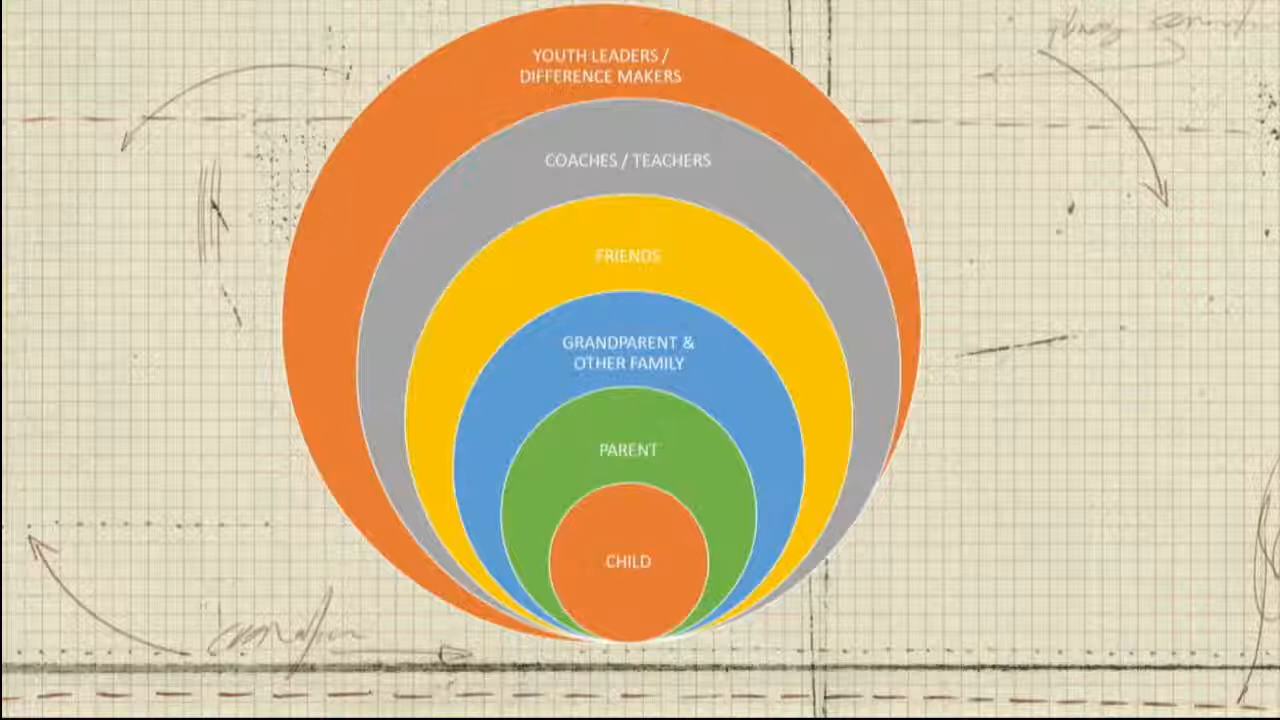 YOUTH LEADERS /
DIFFERENCE MAKERS
COACHES / TEACHERS
FRIENDS
GRANDPARENT &
OTHER FAMILY
PARENT
CHILD